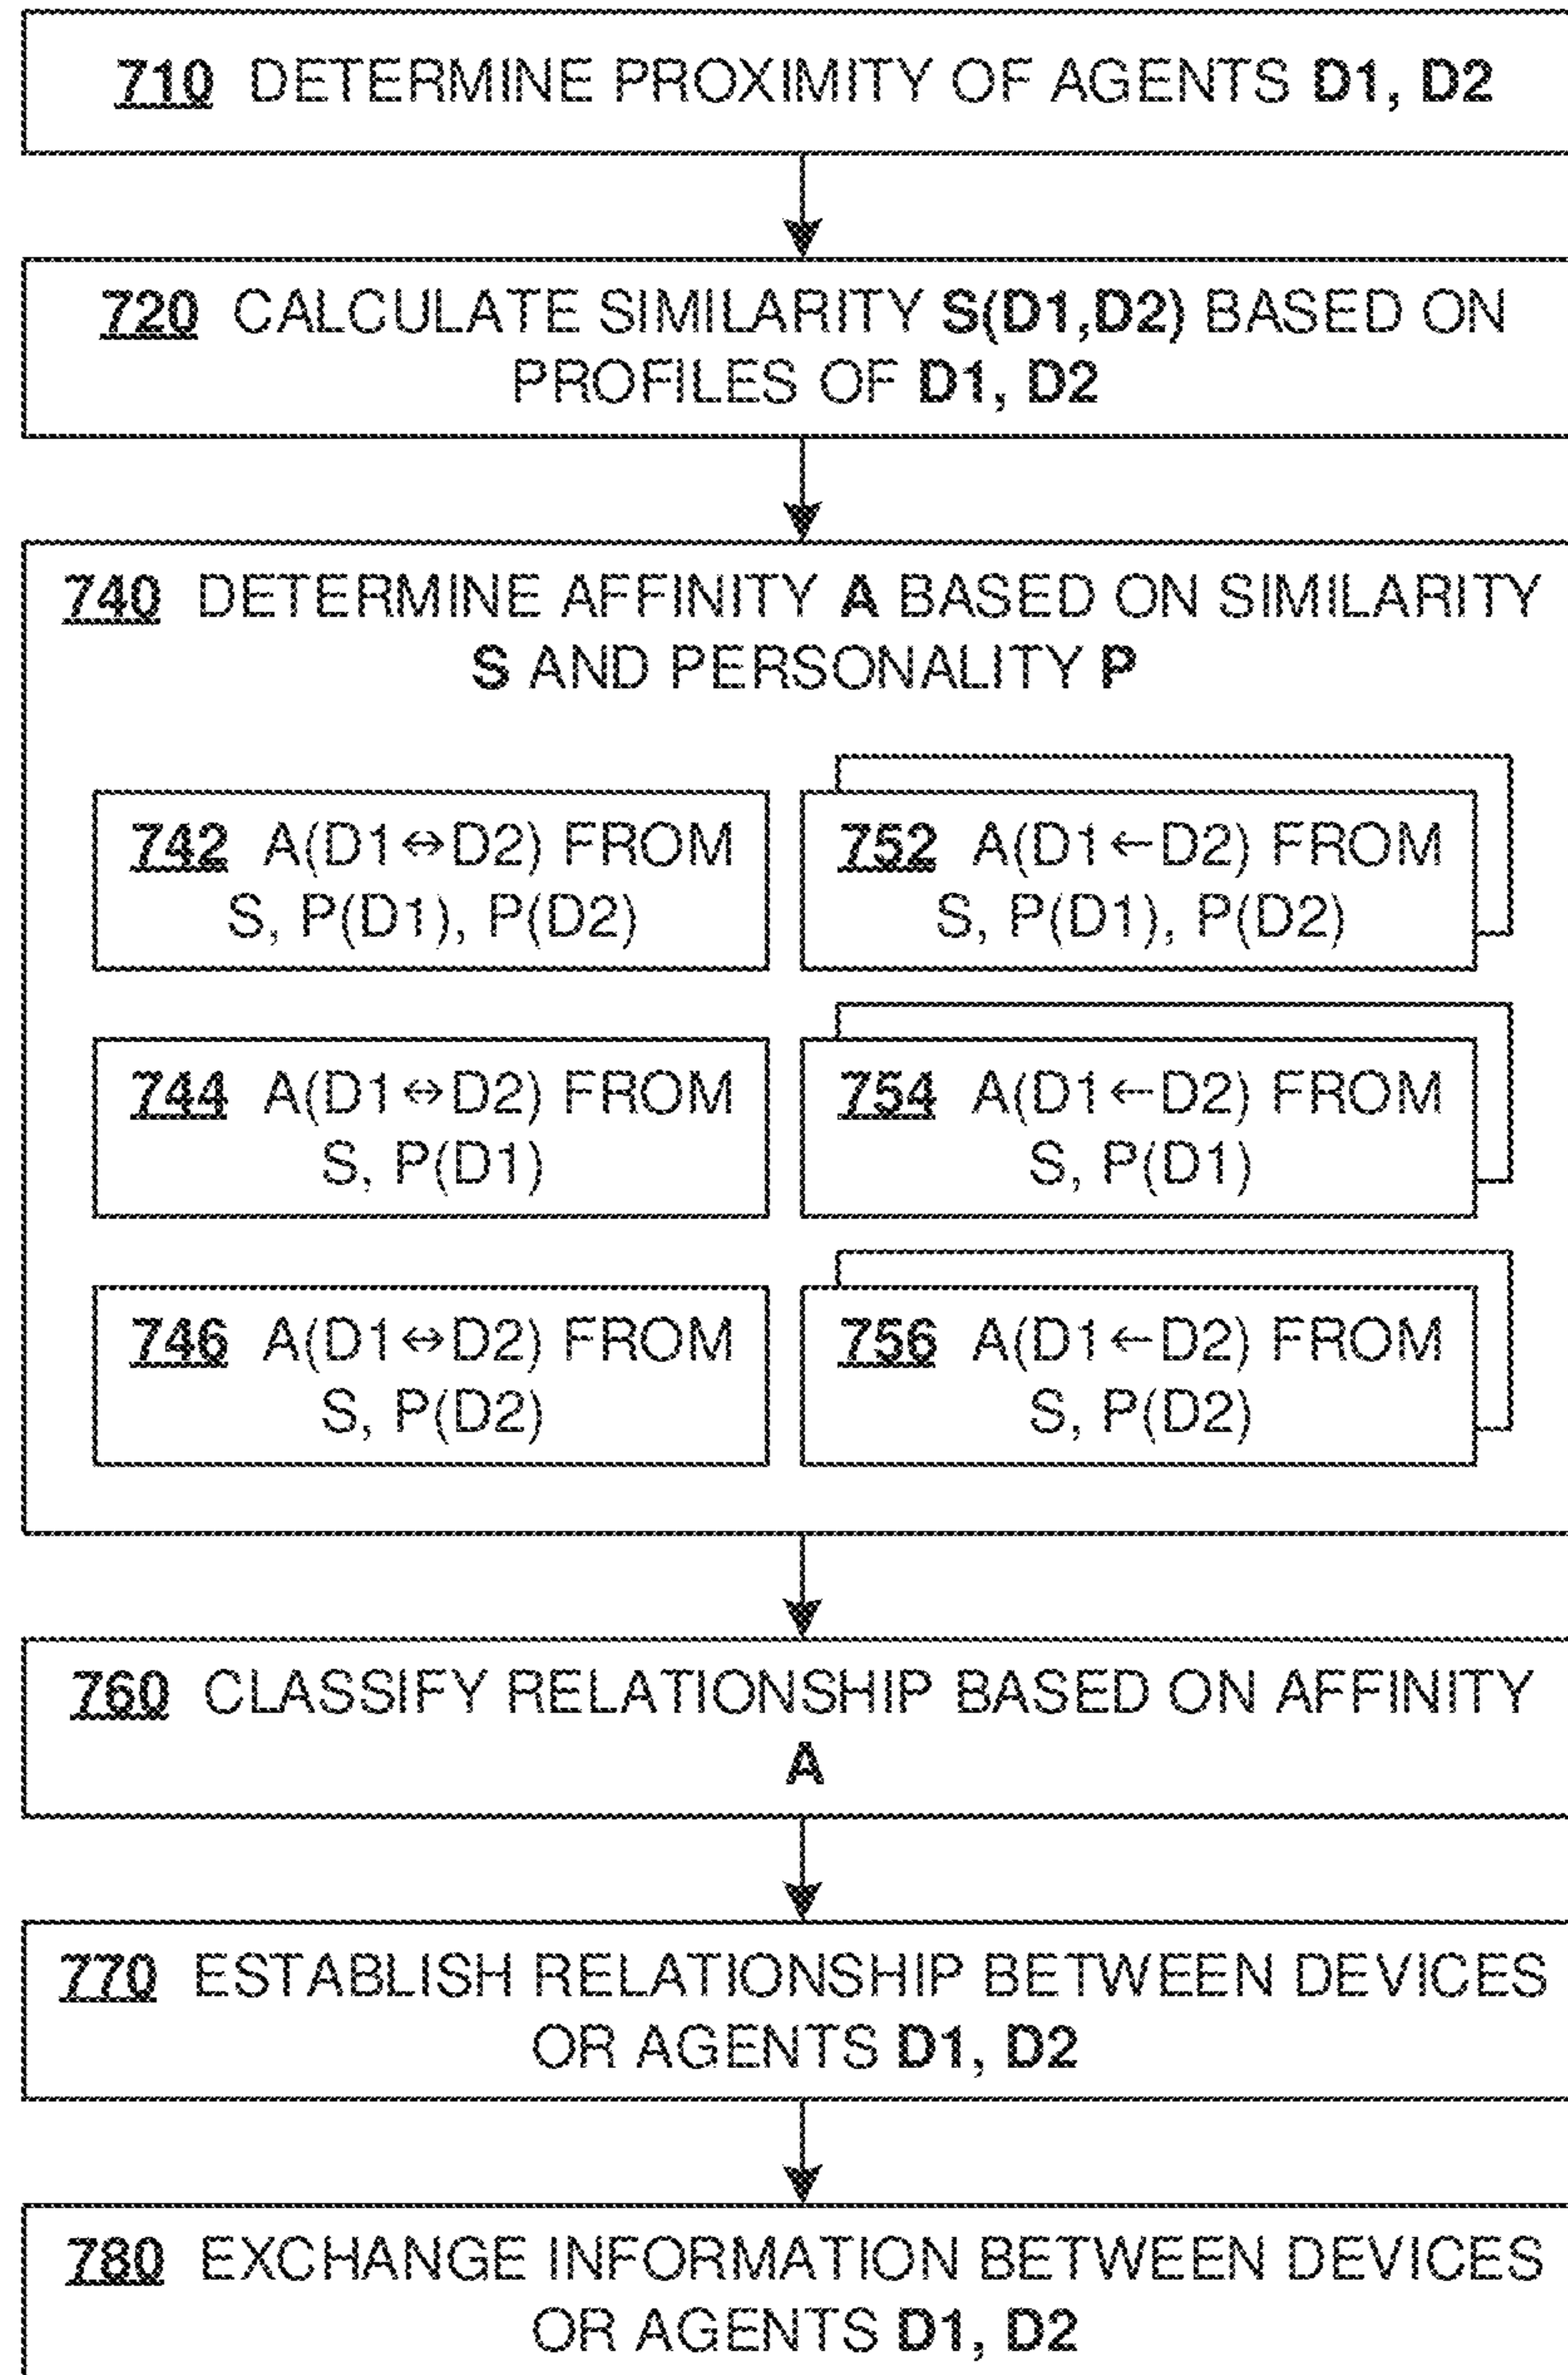 710 DETERMINE PROXIMITY OF AGENTS D1, D2
720 CALCULATE SIMILARITY S(D1,D2) BASED ON
PROFILES OF D1, D2
740 DETERMINE AFFINITY A BASED ON SIMILARITY
S AND PERSONALITY P
742 A(D1⇔D2) FROM
S, P(D1), P(D2)
752 A(D1←D2) FROM
S, P(D1), P(D2)
744 A(D1⇔D2) FROM
S, P(D1)
754 A(D1←D2) FROM
S, P(D1)
746 A(D1⇔D2) FROM
S, P(D2)
756 A(D1←D2) FROM
S, P(D2)
760 CLASSIFY RELATIONSHIP BASED ON AFFINITY
A
770 ESTABLISH RELATIONSHIP BETWEEN DEVICES
OR AGENTS D1, D2
780 EXCHANGE INFORMATION BETWEEN DEVICES
OR AGENTS D1, D2